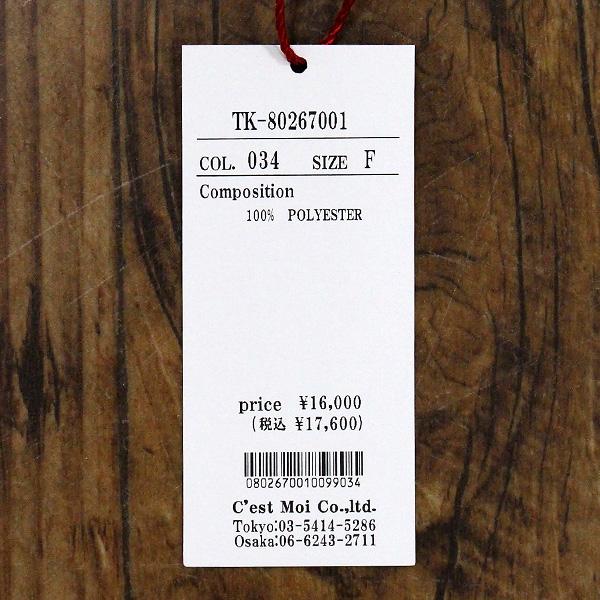 TK-80267001
COL. 034 SIZE F
Composition
100% POLYESTER
price ¥16,000
(税込 ¥17,600)
0802670010099034
C'est Moi Co.,ltd.
Tokyo:03-5414-5286
Osaka:06-6243-2711